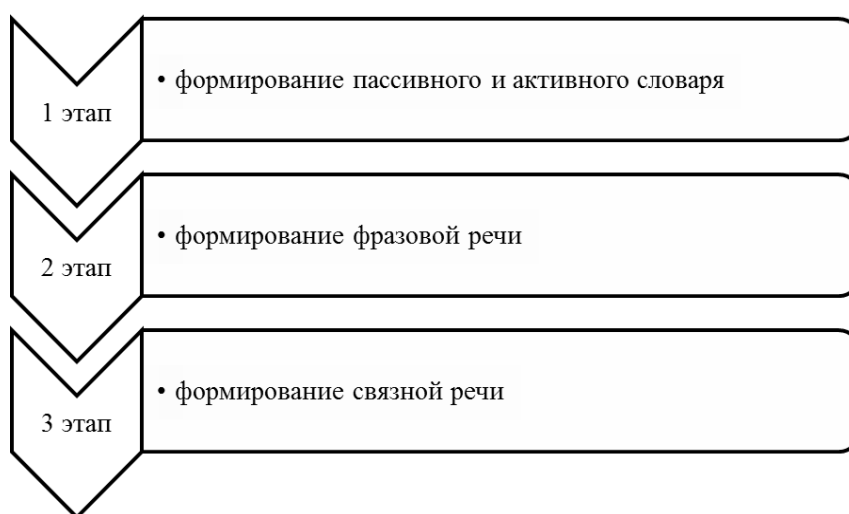 1 этап
• формирование пассивного и активного словаря
2 этап
• формирование фразовой речи
3 этап
• формирование связной речи